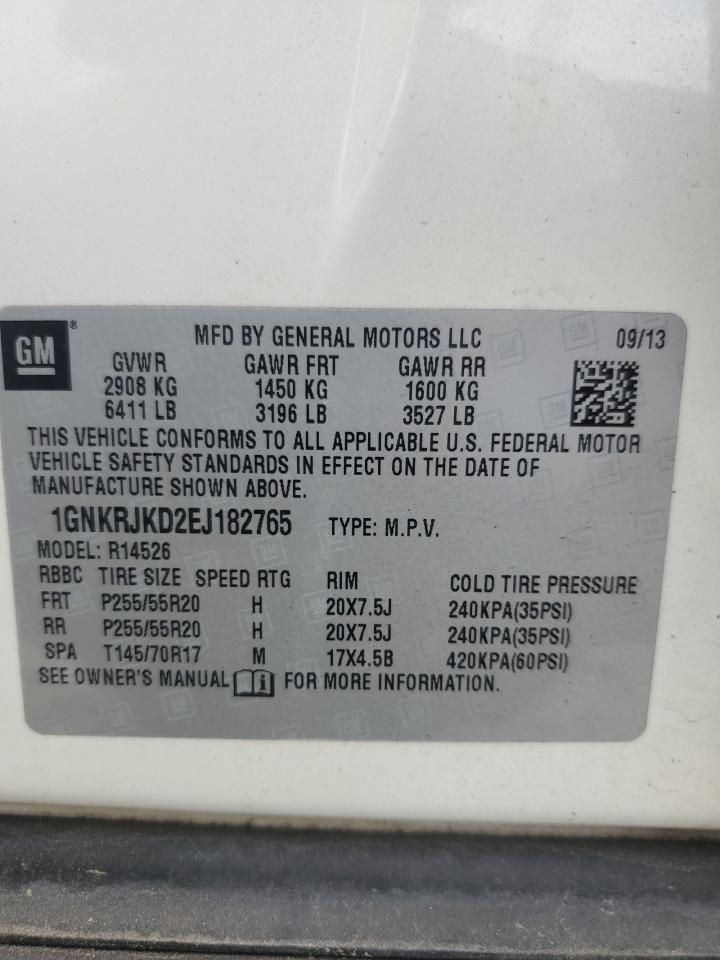 GM ®
MFD BY GENERAL MOTORS LLC 09/13
GVWR GAWR FRT GAWR RR
2908 KG 1450 KG 1600 KG
6411 LB 3196 LB 3527 LB
THIS VEHICLE CONFORMS TO ALL APPLICABLE U.S. FEDERAL MOTOR
VEHICLE SAFETY STANDARDS IN EFFECT ON THE DATE OF
MANUFACTURE SHOWN ABOVE.
1GNKRJKD2EJ182765 TYPE: M.P.V.
MODEL: R14526
RBBC TIRE SIZE SPEED RTG RIM COLD TIRE PRESSURE
FRT P255/55R20 H 20X7.5J 240KPA(35PSI)
RR P255/55R20 H 20X7.5J 240KPA(35PSI)
SPA T145/70R17 M 17X4.5B 420KPA(60PSI)
SEE OWNER'S MANUAL i FOR MORE INFORMATION.